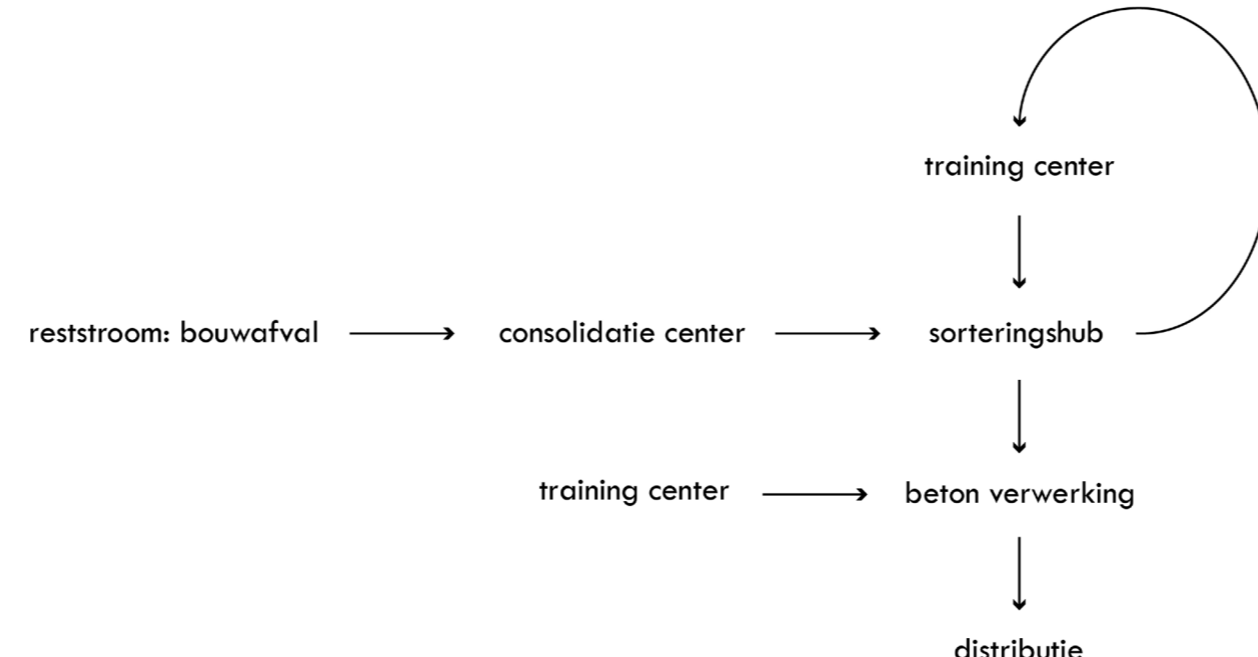 training center
reststroom: bouwafval
consolidatie center
sorteringshub
training center
beton verwerking
distributie